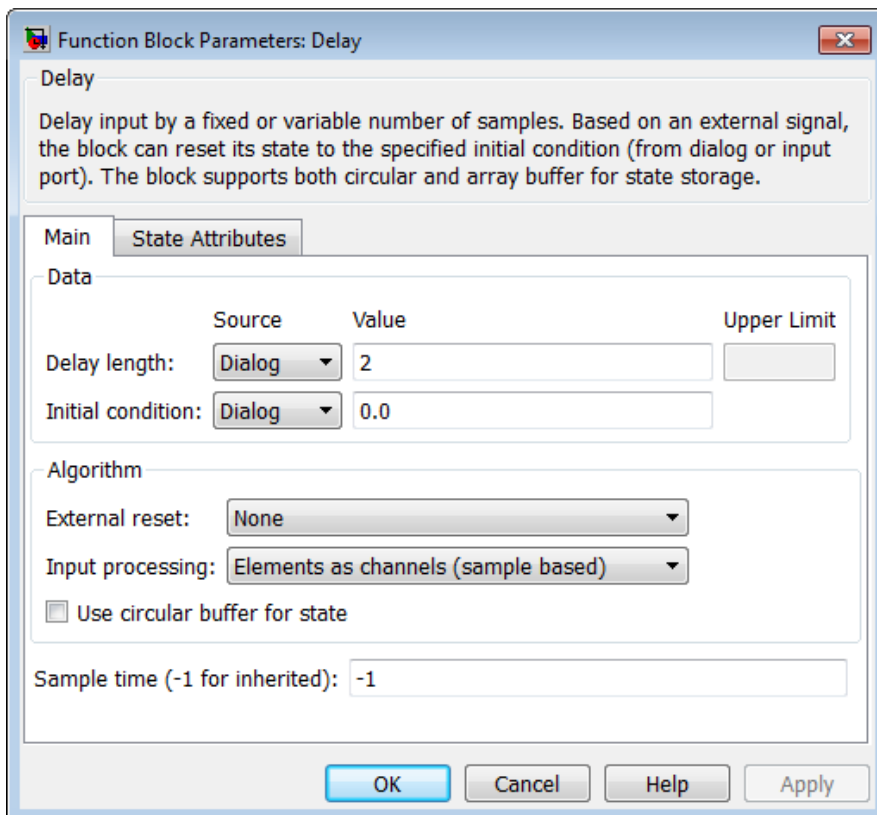 Function Block Parameters: Delay
Delay
Delay input by a fixed or variable number of samples. Based on an external signal,
the block can reset its state to the specified initial condition (from dialog or input
port). The block supports both circular and array buffer for state storage.
Main State Attributes
Data
Source Value Upper Limit
Delay length: Dialog 2
Initial condition: Dialog 0.0
Algorithm
External reset: None
Input processing: Elements as channels (sample based)
Use circular buffer for state
Sample time (-1 for inherited): -1
OK Cancel Help Apply